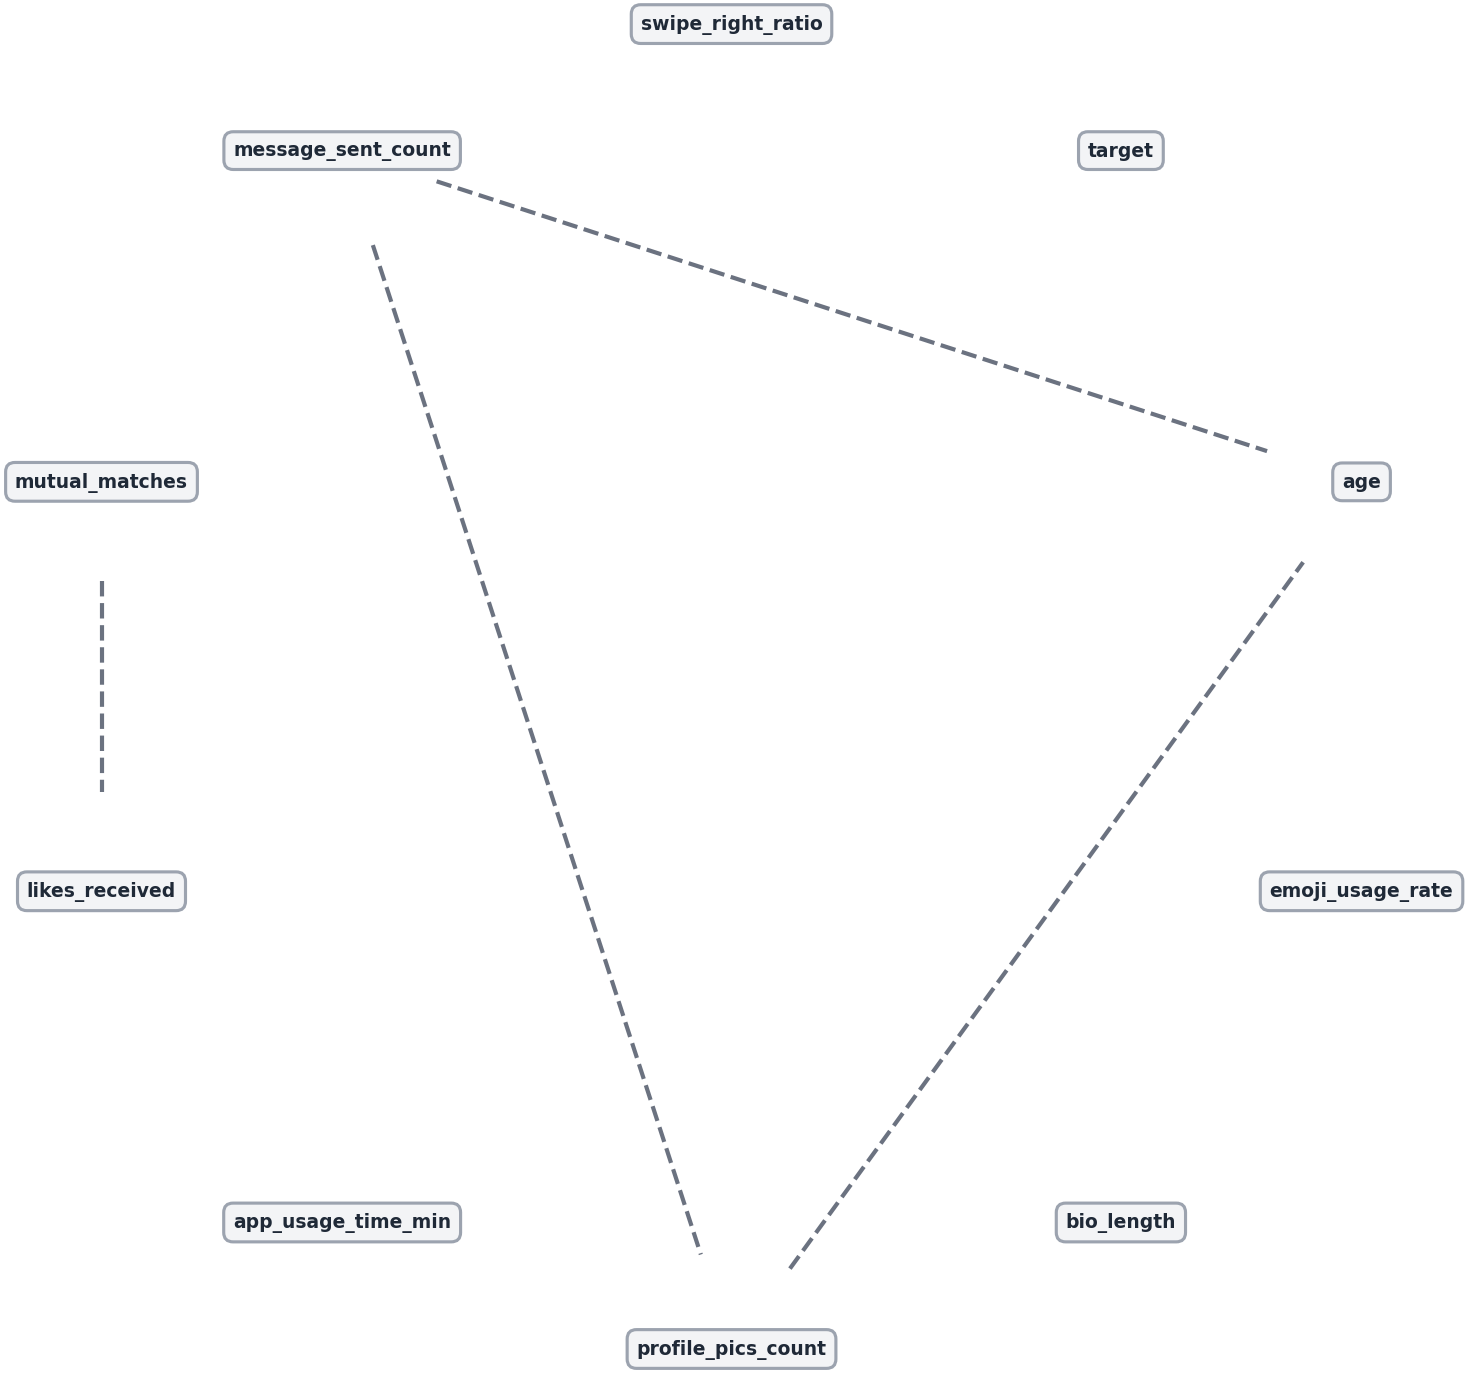 swipe_right_ratio
message_sent_count
target
mutual_matches
age
likes_received
emoji_usage_rate
app_usage_time_min
bio_length
profile_pics_count